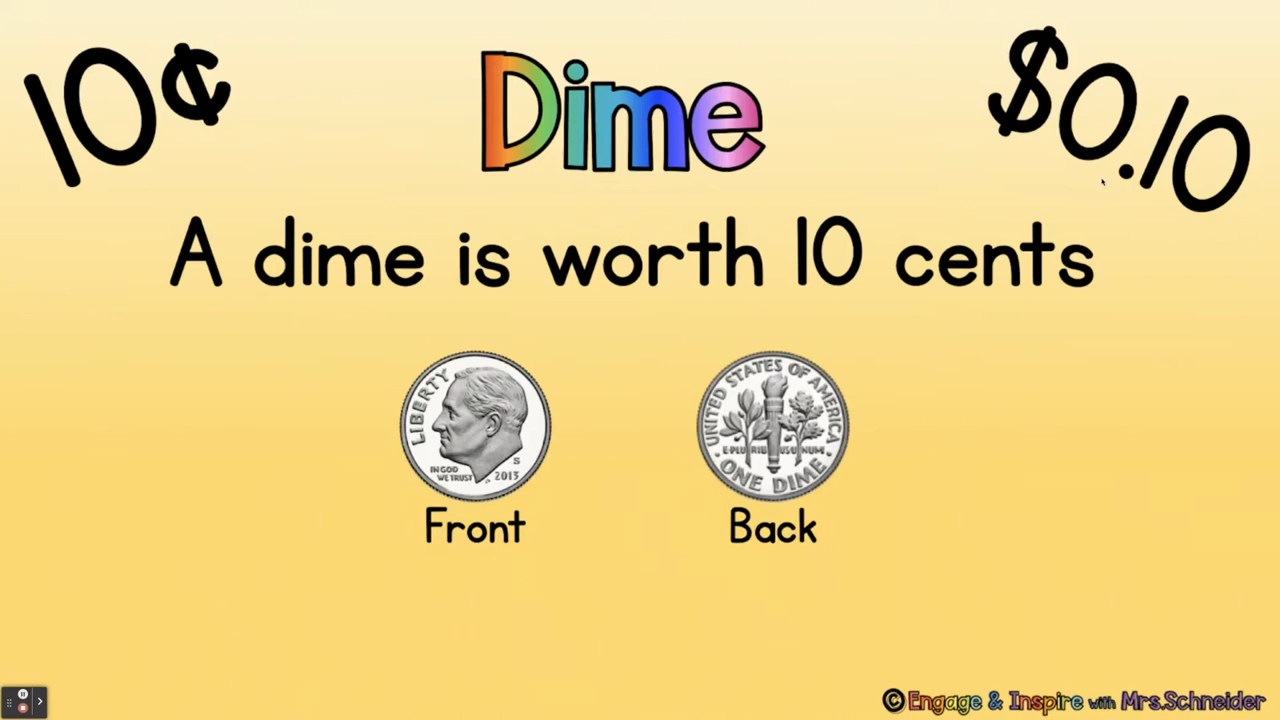 10¢
Dime
$0.10
A dime is worth 10 cents
LIBERTY
IN GOD
WE TRUST
S
2013
UNITED STATES OF AMERICA
E PLURIBUS UNUM
ONE DIME
Front
Back
© Engage & Inspire with Mrs.Schneider